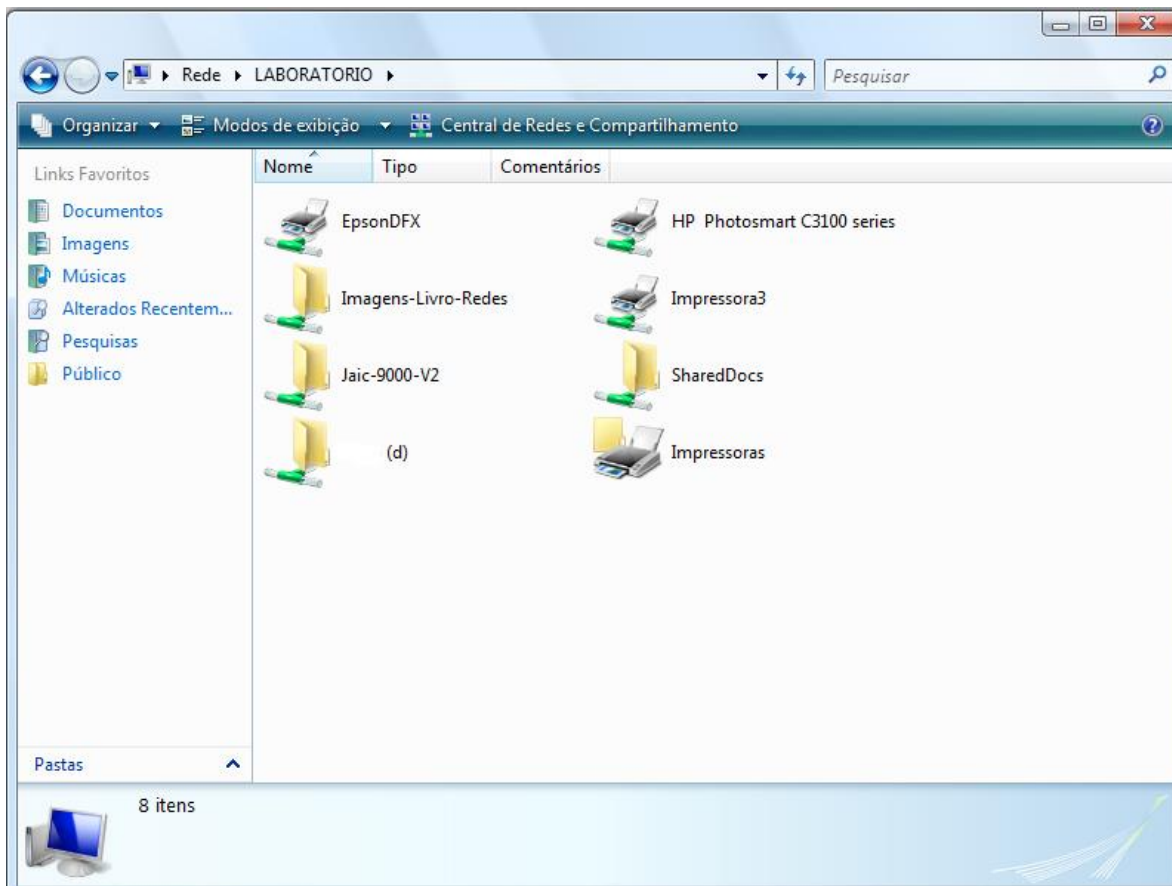 Rede LABORATORIO
Pesquisar
Organizar Modos de exibição Central de Redes e Compartilhamento
Links Favoritos
Documentos
Imagens
Músicas
Alterados Recentem...
Pesquisas
Público
Pastas
Nome Tipo Comentários
EpsonDFX
HP Photosmart C3100 series
Imagens-Livro-Redes
Impressora3
Jaic-9000-V2
SharedDocs
(d)
Impressoras
8 itens